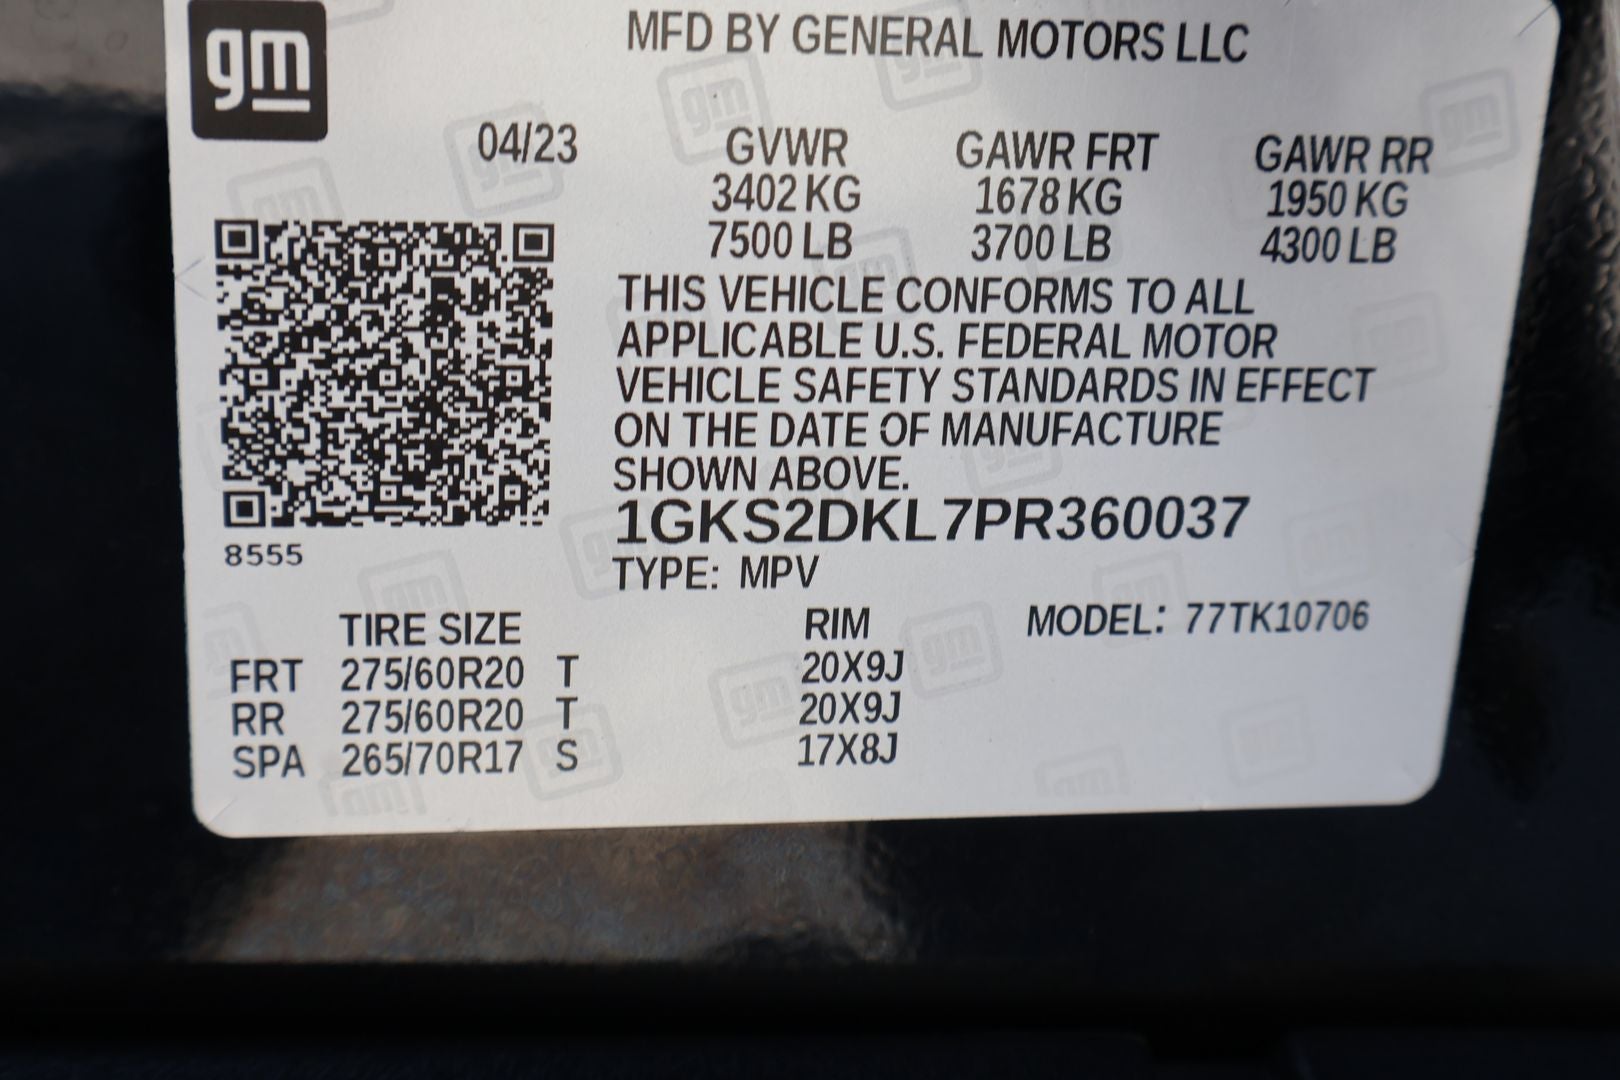 gm
MFD BY GENERAL MOTORS LLC
04/23 GVWR GAWR FRT GAWR RR
3402 KG 1678 KG 1950 KG
7500 LB 3700 LB 4300 LB
THIS VEHICLE CONFORMS TO ALL
APPLICABLE U.S. FEDERAL MOTOR
VEHICLE SAFETY STANDARDS IN EFFECT
ON THE DATE OF MANUFACTURE
SHOWN ABOVE.
1GKS2DKL7PR360037
8555
TYPE: MPV
TIRE SIZE RIM MODEL: 77TK10706
FRT 275/60R20 T 20X9J
RR 275/60R20 T 20X9J
SPA 265/70R17 S 17X8J